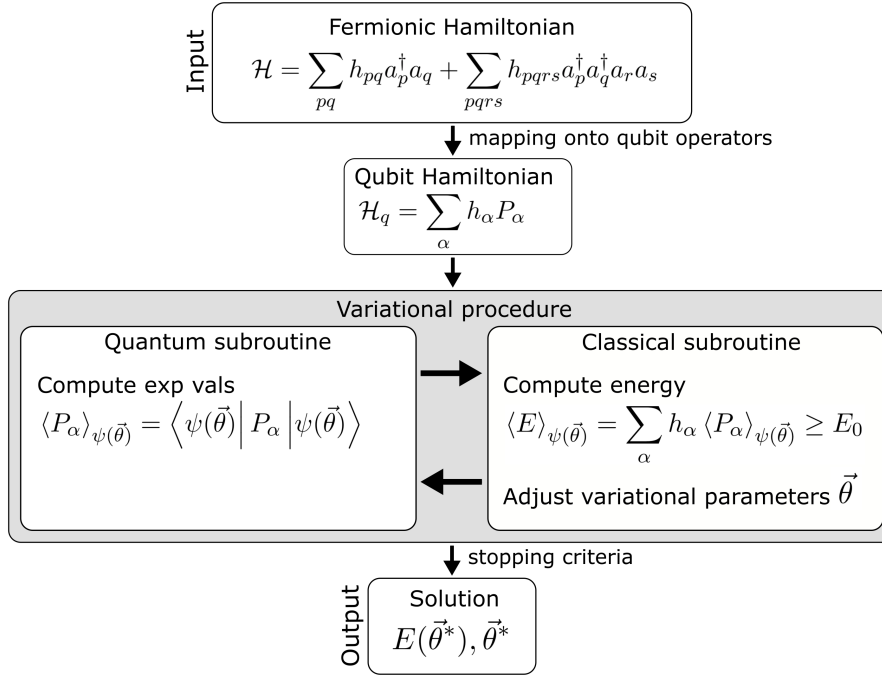 Input
Fermionic Hamiltonian
$\mathcal{H} = \sum_{pq} h_{pq} a_p^\dagger a_q + \sum_{pqrs} h_{pqrs} a_p^\dagger a_q^\dagger a_r a_s$
mapping onto qubit operators
Qubit Hamiltonian
$\mathcal{H}_q = \sum_{\alpha} h_\alpha P_\alpha$
Variational procedure
Quantum subroutine
Compute exp vals
$\langle P_\alpha \rangle_{\psi(\vec{\theta})} = \left\langle \psi(\vec{\theta}) \right| P_\alpha \left| \psi(\vec{\theta}) \right\rangle$
Classical subroutine
Compute energy
$\langle E \rangle_{\psi(\vec{\theta})} = \sum_{\alpha} h_\alpha \langle P_\alpha \rangle_{\psi(\vec{\theta})} \geq E_0$
Adjust variational parameters $\vec{\theta}$
stopping criteria
Output
Solution
$E(\vec{\theta}^*), \vec{\theta}^*$